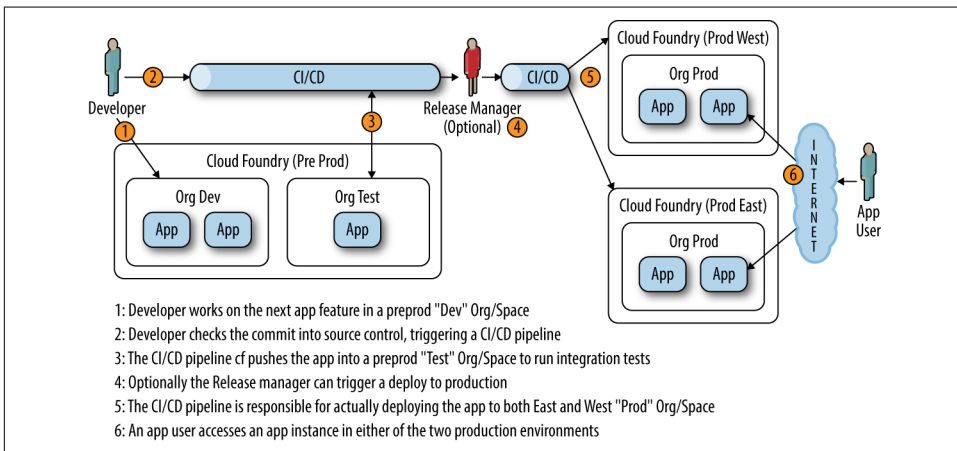 Developer
2
CI/CD
Release Manager
(Optional)
4
CI/CD
5
1
3
Cloud Foundry (Pre Prod)
Org Dev
App
App
Org Test
App
Cloud Foundry (Prod West)
Org Prod
App
App
Cloud Foundry (Prod East)
Org Prod
App
App
6
INTERNET
App
User
1: Developer works on the next app feature in a preprod "Dev" Org/Space
2: Developer checks the commit into source control, triggering a CI/CD pipeline
3: The CI/CD pipeline cf pushes the app into a preprod "Test" Org/Space to run integration tests
4: Optionally the Release manager can trigger a deploy to production
5: The CI/CD pipeline is responsible for actually deploying the app to both East and West "Prod" Org/Space
6: An app user accesses an app instance in either of the two production environments